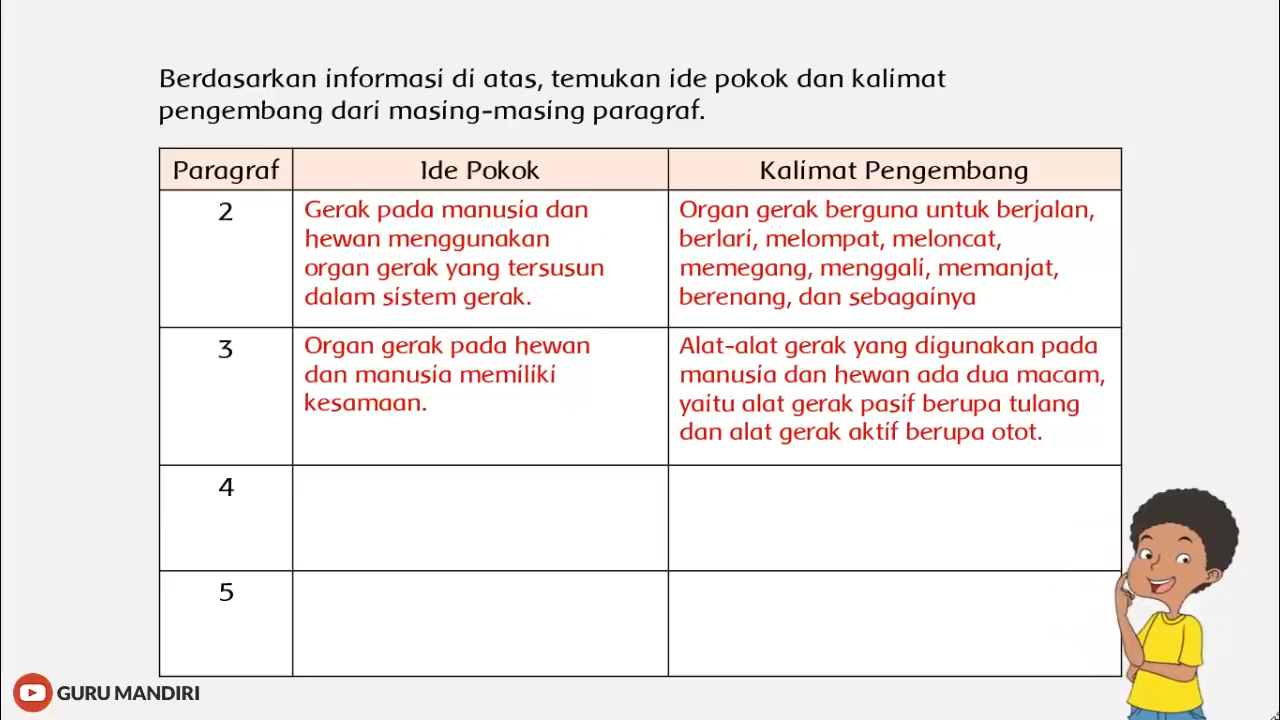 Berdasarkan informasi di atas, temukan ide pokok dan kalimat
pengembang dari masing-masing paragraf.
Paragraf Ide Pokok Kalimat Pengembang
2
Gerak pada manusia dan
hewan menggunakan
organ gerak yang tersusun
dalam sistem gerak.
Organ gerak berguna untuk berjalan,
berlari, melompat, meloncat,
memegang, menggali, memanjat,
berenang, dan sebagainya
3
Organ gerak pada hewan
dan manusia memiliki
kesamaan.
Alat-alat gerak yang digunakan pada
manusia dan hewan ada dua macam,
yaitu alat gerak pasif berupa tulang
dan alat gerak aktif berupa otot.
4
5
GURU MANDIRI